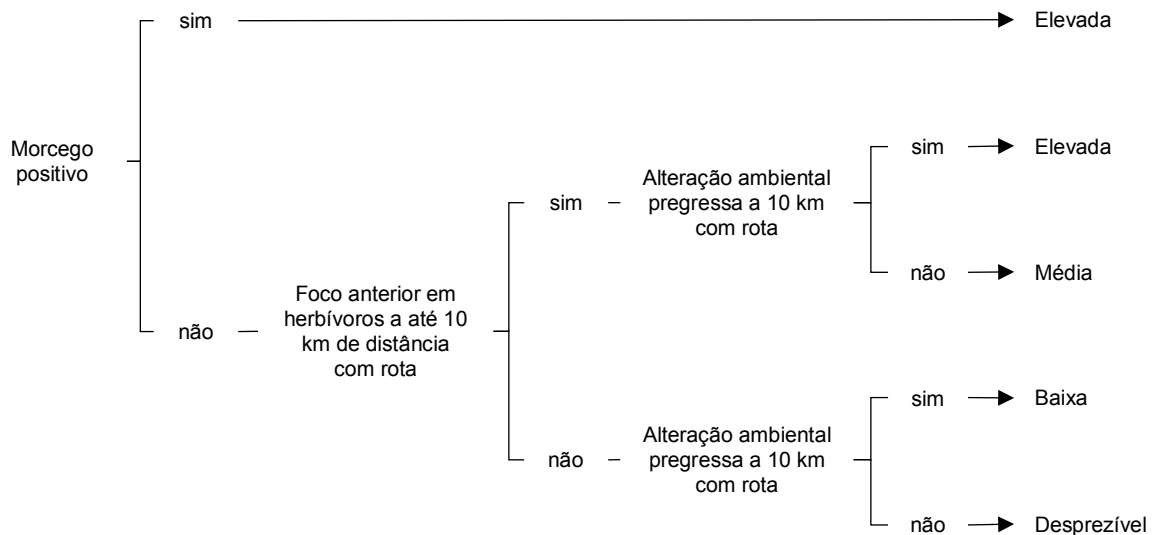 sim
Elevada
Morcego
positivo
sim
Elevada
sim
Alteração ambiental
pregressa a 10 km
com rota
não
Média
não
Foco anterior em
herbívoros a até 10
km de distância
com rota
sim
Baixa
não
Alteração ambiental
pregressa a 10 km
com rota
não
Desprezível